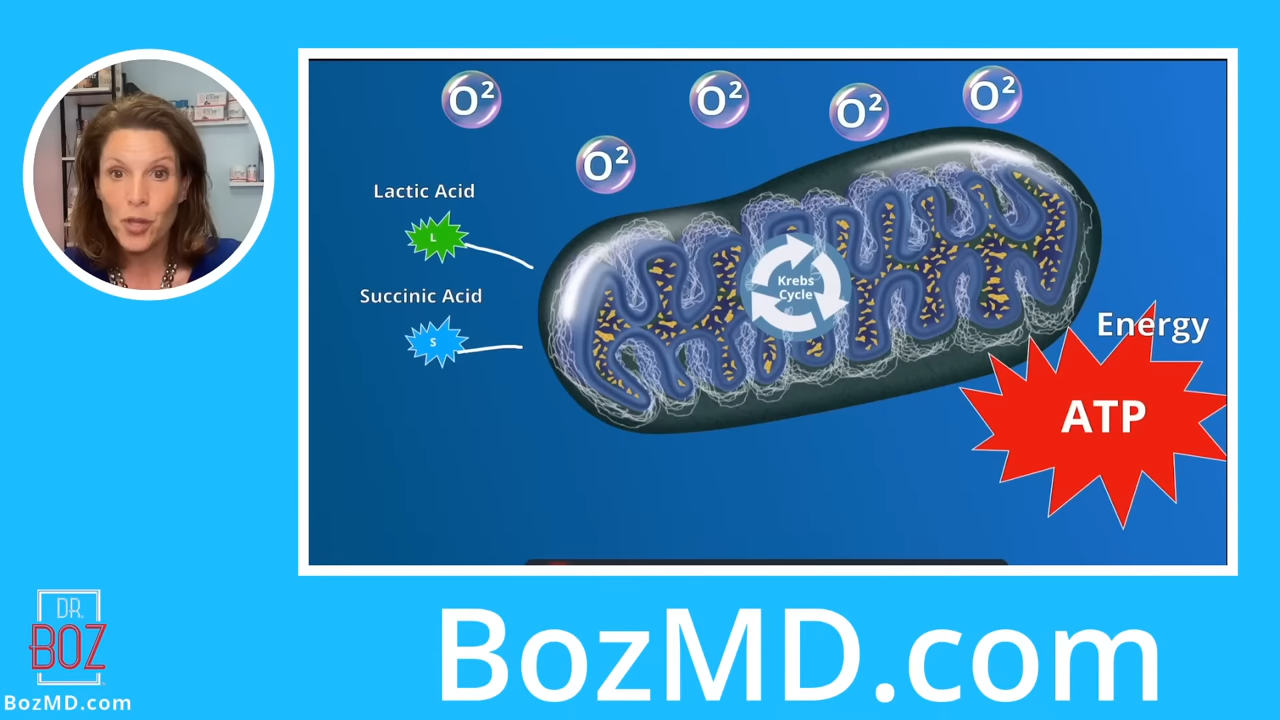 O²
O²
O²
O²
O²
Lactic Acid
L
Succinic Acid
S
Krebs
Cycle
Energy
ATP
DR.
BOZ
BozMD.com
BozMD.com